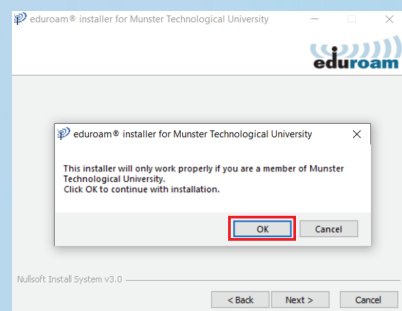 eduroam® installer for Munster Technological University
eduroam
eduroam® installer for Munster Technological University
This installer will only work properly if you are a member of Munster
Technological University.
Click OK to continue with installation.
OK Cancel
Nullsoft Install System v3.0
< Back Next > Cancel